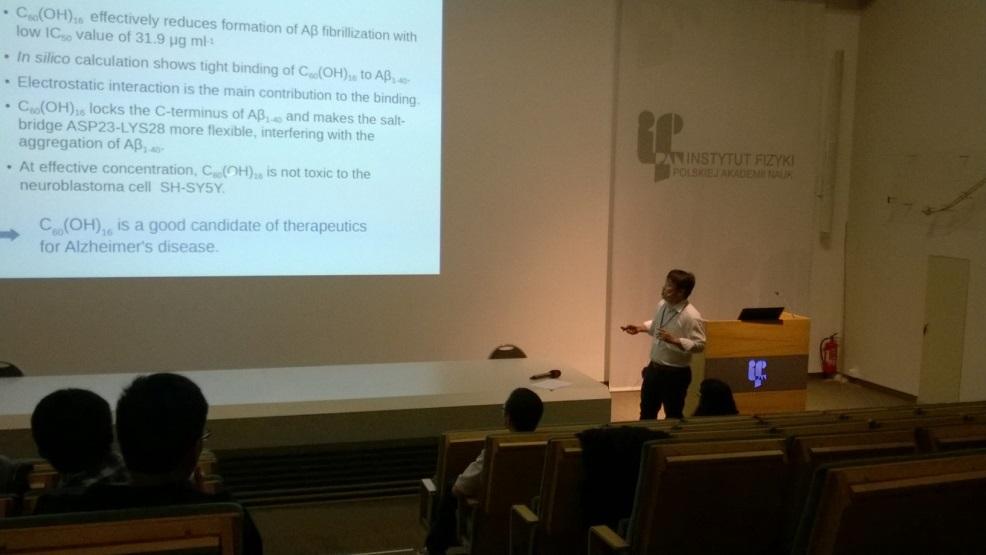 • C₆₀(OH)₁₆ effectively reduces formation of Aβ fibrillization with
low IC₅₀ value of 31.9 µg ml⁻¹
• In silico calculation shows tight binding of C₆₀(OH)₁₆ to Aβ₁₋₄₀.
• Electrostatic interaction is the main contribution to the binding.
• C₆₀(OH)₁₆ locks the C-terminus of Aβ₁₋₄₀ and makes the salt-
bridge ASP23-LYS28 more flexible, interfering with the
aggregation of Aβ₁₋₄₀.
• At effective concentration, C₆₀(OH)₁₆ is not toxic to the
neuroblastoma cell SH-SY5Y.
C₆₀(OH)₁₆ is a good candidate of therapeutics
for Alzheimer's disease.
INSTYTUT FIZYKI
POLSKIEJ AKADEMII NAUK